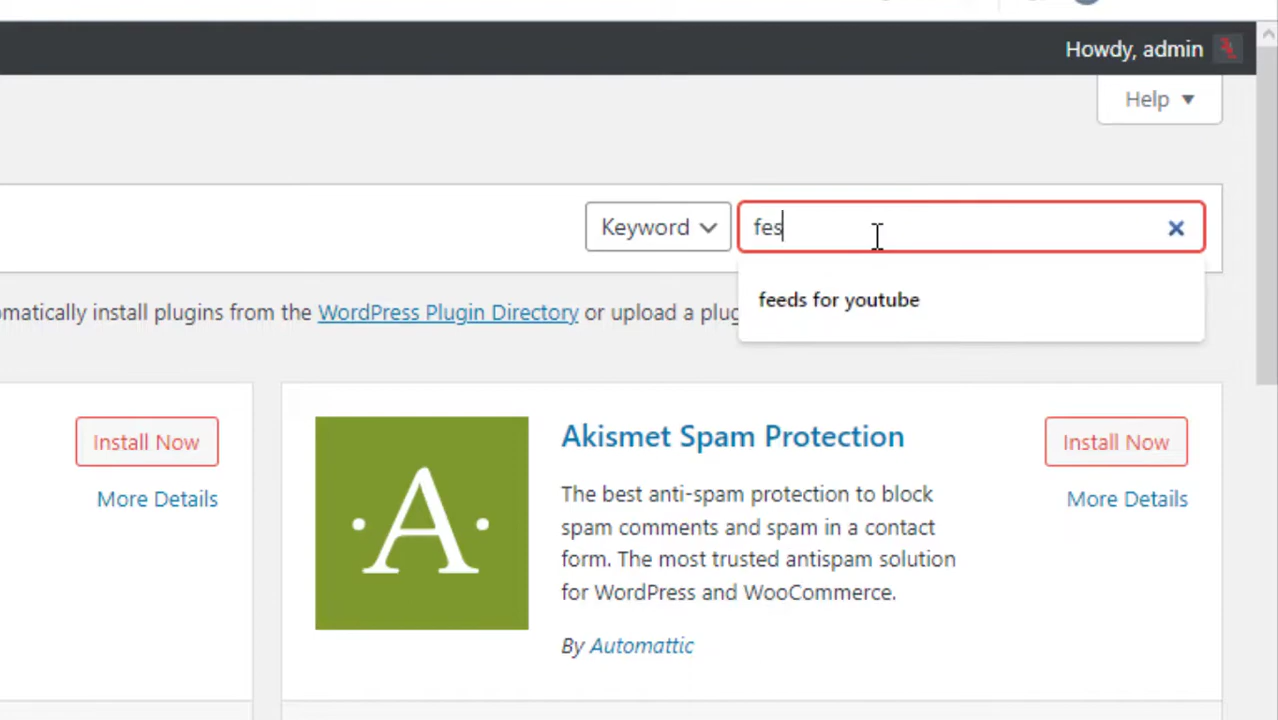 Howdy, admin
Help
Keyword
fes
feeds for youtube
omatically install plugins from the WordPress Plugin Directory or upload a plug
Install Now
More Details
A
Akismet Spam Protection
The best anti-spam protection to block
spam comments and spam in a contact
form. The most trusted antispam solution
for WordPress and WooCommerce.
By Automattic
Install Now
More Details